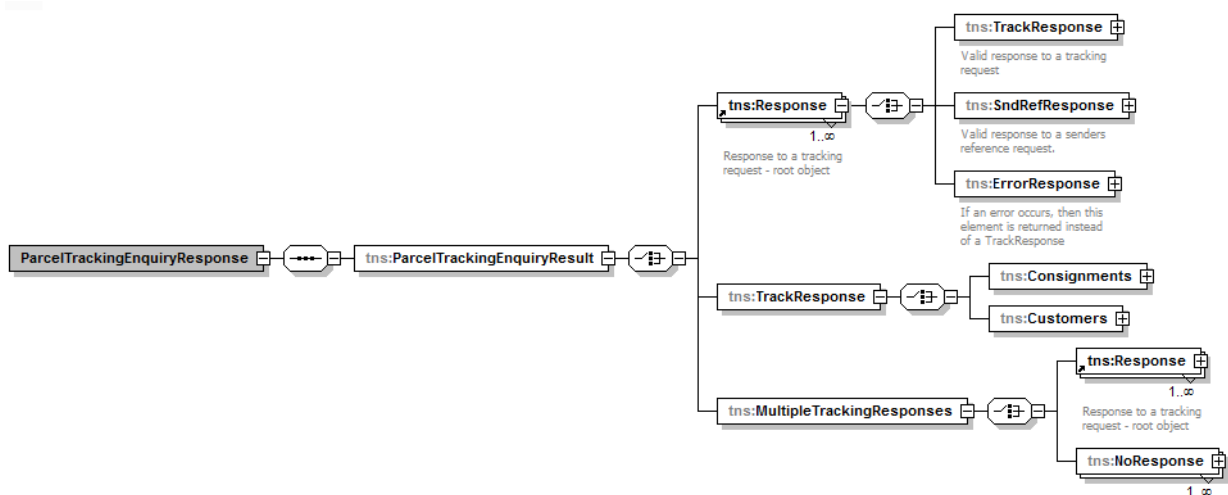 tns:TrackResponse
Valid response to a tracking
request
tns:Response
1..∞
Response to a tracking
request - root object
tns:SndRefResponse
Valid response to a senders
reference request.
tns:ErrorResponse
If an error occurs, then this
element is returned instead
of a TrackResponse
ParcelTrackingEnquiryResponse
tns:ParcelTrackingEnquiryResult
tns:TrackResponse
tns:Consignments
tns:Customers
tns:MultipleTrackingResponses
tns:Response
1..∞
Response to a tracking
request - root object
tns:NoResponse
1..∞